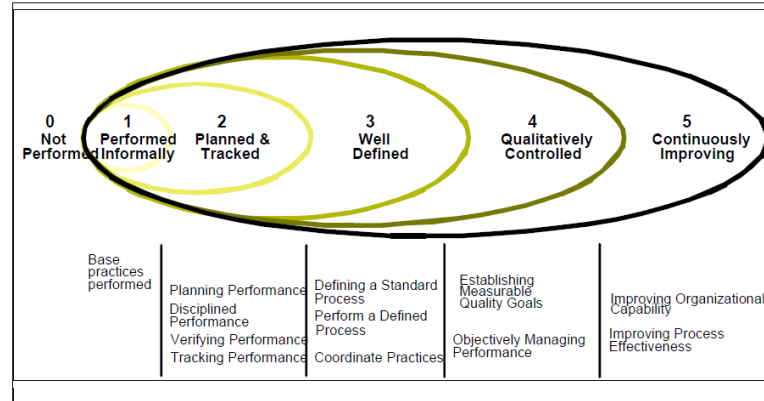 0
Not
Performed
1
Performed
Informally
2
Planned &
Tracked
3
Well
Defined
4
Qualitatively
Controlled
5
Continuously
Improving
Base
practices
performed
Planning Performance
Disciplined
Performance
Verifying Performance
Tracking Performance
Defining a Standard
Process
Perform a Defined
Process
Coordinate Practices
Establishing
Measurable
Quality Goals
Objectively Managing
Performance
Improving Organizational
Capability
Improving Process
Effectiveness